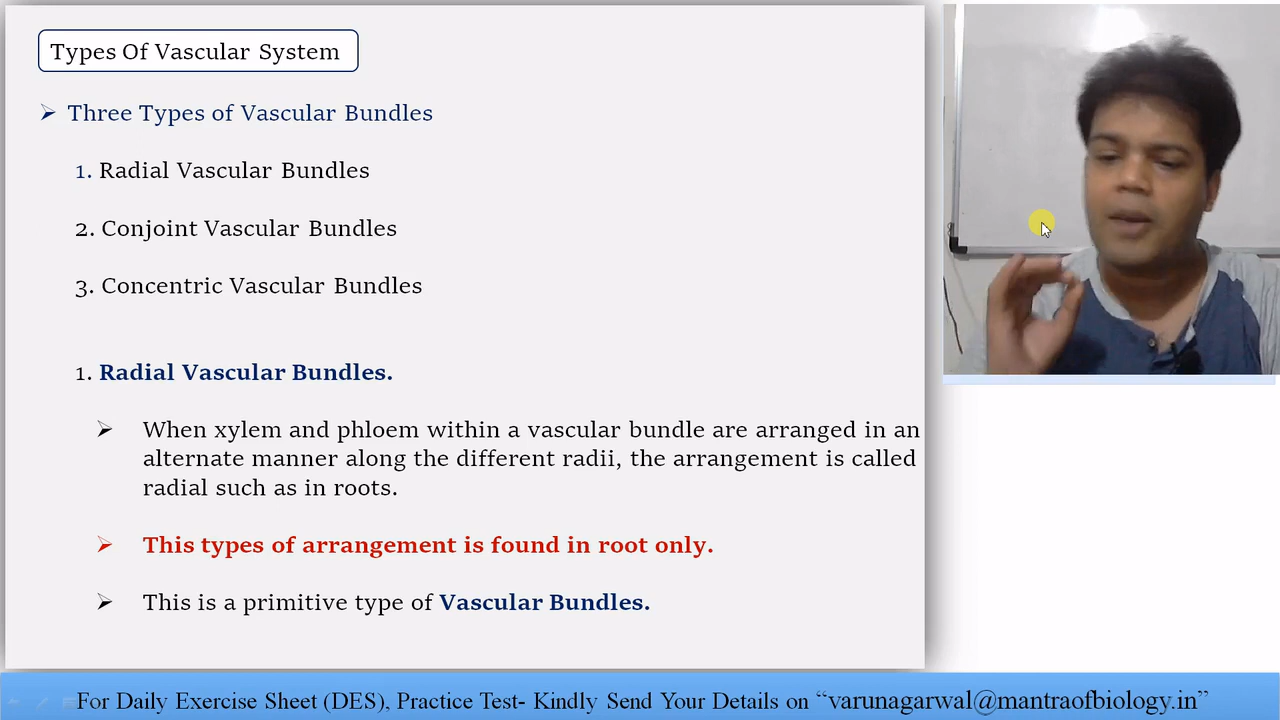 Types Of Vascular System
➢ Three Types of Vascular Bundles
1. Radial Vascular Bundles
2. Conjoint Vascular Bundles
3. Concentric Vascular Bundles
1. Radial Vascular Bundles.
➢ When xylem and phloem within a vascular bundle are arranged in an
alternate manner along the different radii, the arrangement is called
radial such as in roots.
➢ This types of arrangement is found in root only.
➢ This is a primitive type of Vascular Bundles.
For Daily Exercise Sheet (DES), Practice Test- Kindly Send Your Details on “varunagarwal@mantraofbiology.in”